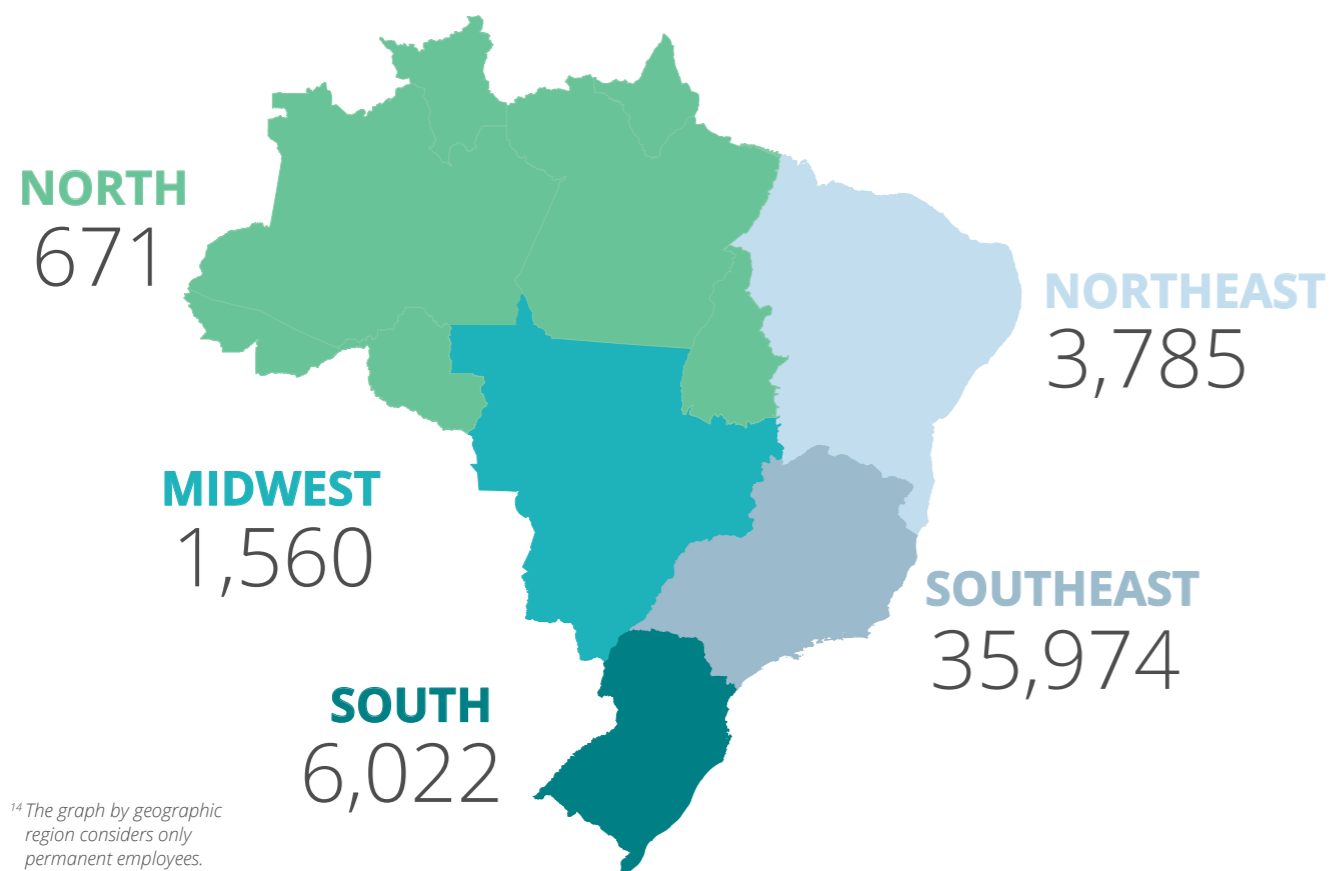 NORTH
671
NORTHEAST
3,785
MIDWEST
1,560
SOUTHEAST
35,974
SOUTH
6,022
14 The graph by geographic
region considers only
permanent employees.